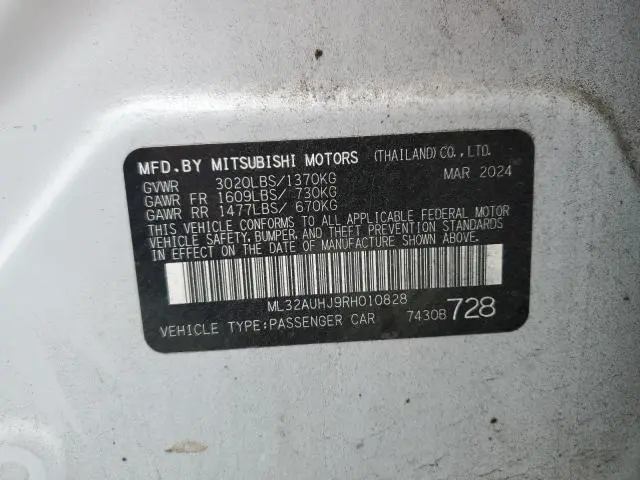 MFD.BY MITSUBISHI MOTORS (THAILAND)CO.,LTD.
GVWR 3020LBS/1370KG MAR 2024
GAWR FR 1609LBS/ 730KG
GAWR RR 1477LBS/ 670KG
THIS VEHICLE CONFORMS TO ALL APPLICABLE FEDERAL MOTOR
VEHICLE SAFETY, BUMPER, AND THEFT PREVENTION STANDARDS
IN EFFECT ON THE DATE OF MANUFACTURE SHOWN ABOVE.
ML32AUHJ9RH010828
VEHICLE TYPE:PASSENGER CAR 7430B 728